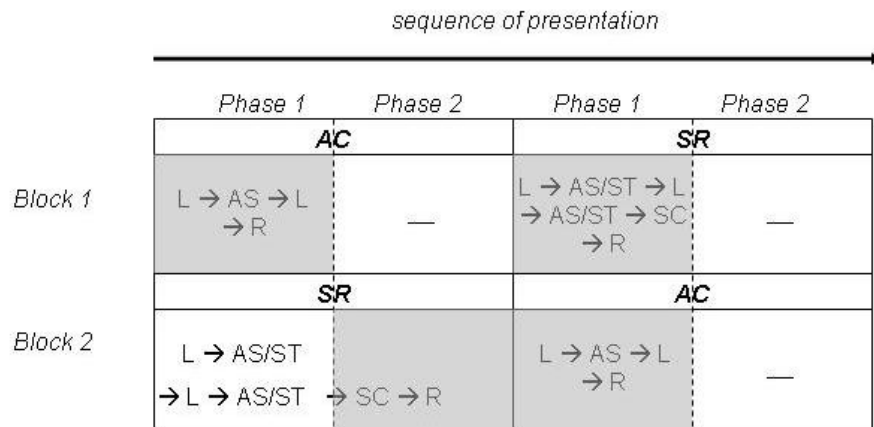 sequence of presentation
Phase 1 Phase 2 Phase 1 Phase 2
AC SR
Block 1
L → AS → L
→ R
—
L → AS/ST → L
→ AS/ST → SC
→ R
—
SR AC
Block 2
L → AS/ST
→ L → AS/ST → SC → R
L → AS → L
→ R
—